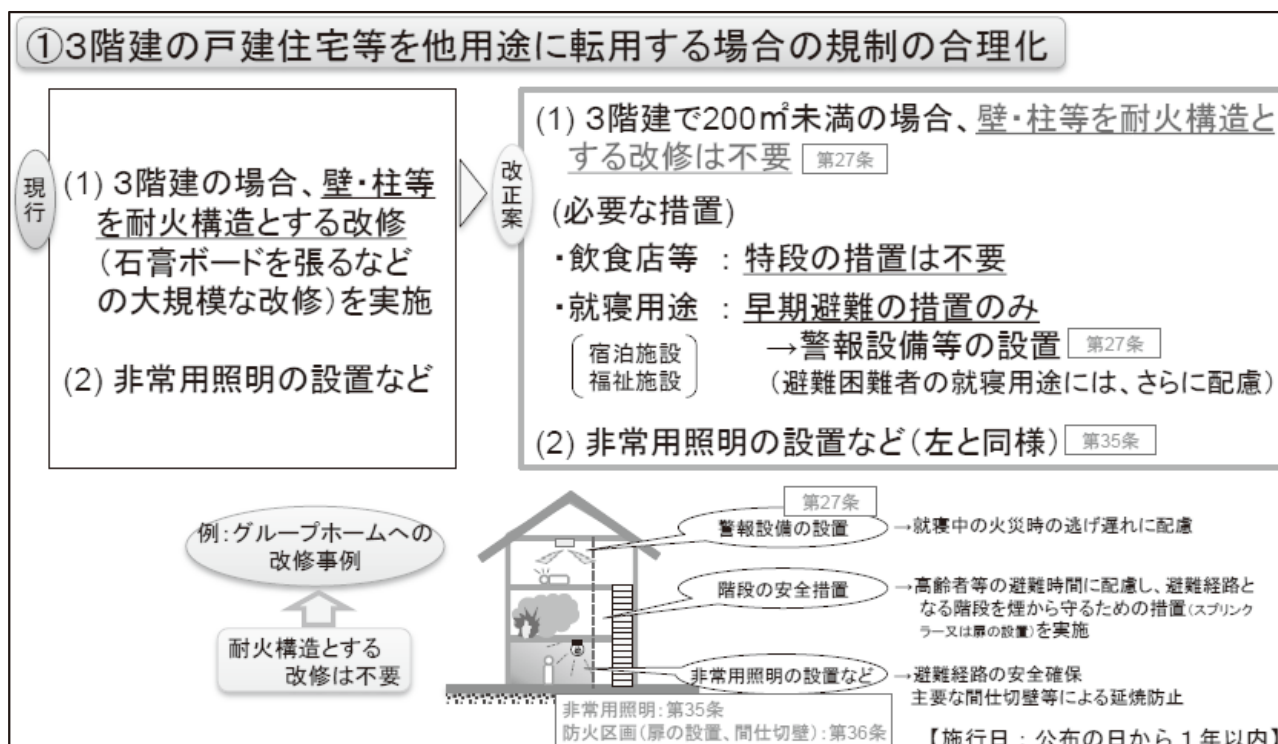 ①3階建の戸建住宅等を他用途に転用する場合の規制の合理化
現行
(1) 3階建の場合、壁・柱等
を耐火構造とする改修
(石膏ボードを張るなど
の大規模な改修)を実施
(2) 非常用照明の設置など
改正案
(1) 3階建で200㎡未満の場合、壁・柱等を耐火構造と
する改修は不要 第27条
(必要な措置)
・飲食店等 : 特段の措置は不要
・就寝用途 : 早期避難の措置のみ
宿泊施設
福祉施設
→警報設備等の設置 第27条
(避難困難者の就寝用途には、さらに配慮)
(2) 非常用照明の設置など(左と同様) 第35条
例:グループホームへの
改修事例
耐火構造とする
改修は不要
第27条
警報設備の設置 →就寝中の火災時の逃げ遅れに配慮
階段の安全措置 →高齢者等の避難時間に配慮し、避難経路と
なる階段を煙から守るための措置(スプリンク
ラー又は扉の設置)を実施
非常用照明の設置など →避難経路の安全確保
主要な間仕切壁等による延焼防止
非常用照明:第35条
防火区画(扉の設置、間仕切壁):第36条
【施行日:公布の日から1年以内】